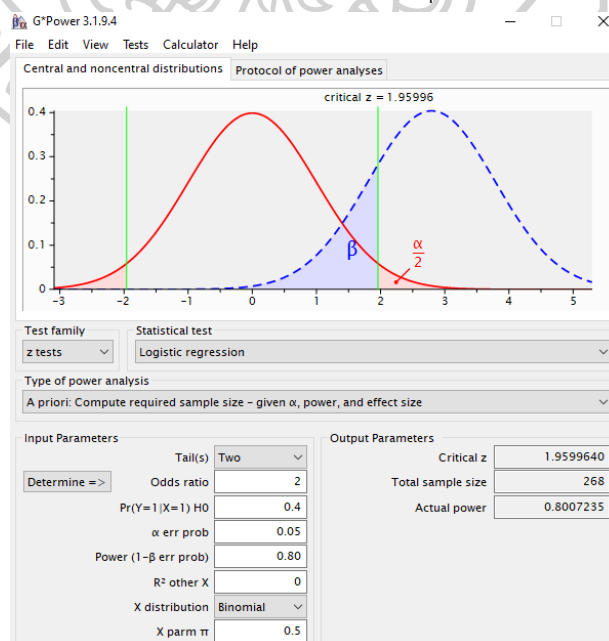 G*Power 3.1.9.4
File Edit View Tests Calculator Help
Central and noncentral distributions Protocol of power analyses
critical z = 1.95996
0.4
0.3
0.2
0.1
0
β
α
2
-3 -2 -1 0 1 2 3 4 5
Test family Statistical test
z tests Logistic regression
Type of power analysis
A priori: Compute required sample size - given α, power, and effect size
Input Parameters Output Parameters
Tail(s) Two Critical z 1.9599640
Determine => Odds ratio 2 Total sample size 268
Pr(Y=1|X=1) H0 0.4 Actual power 0.8007235
α err prob 0.05
Power (1-β err prob) 0.80
R² other X 0
X distribution Binomial
X parm π 0.5